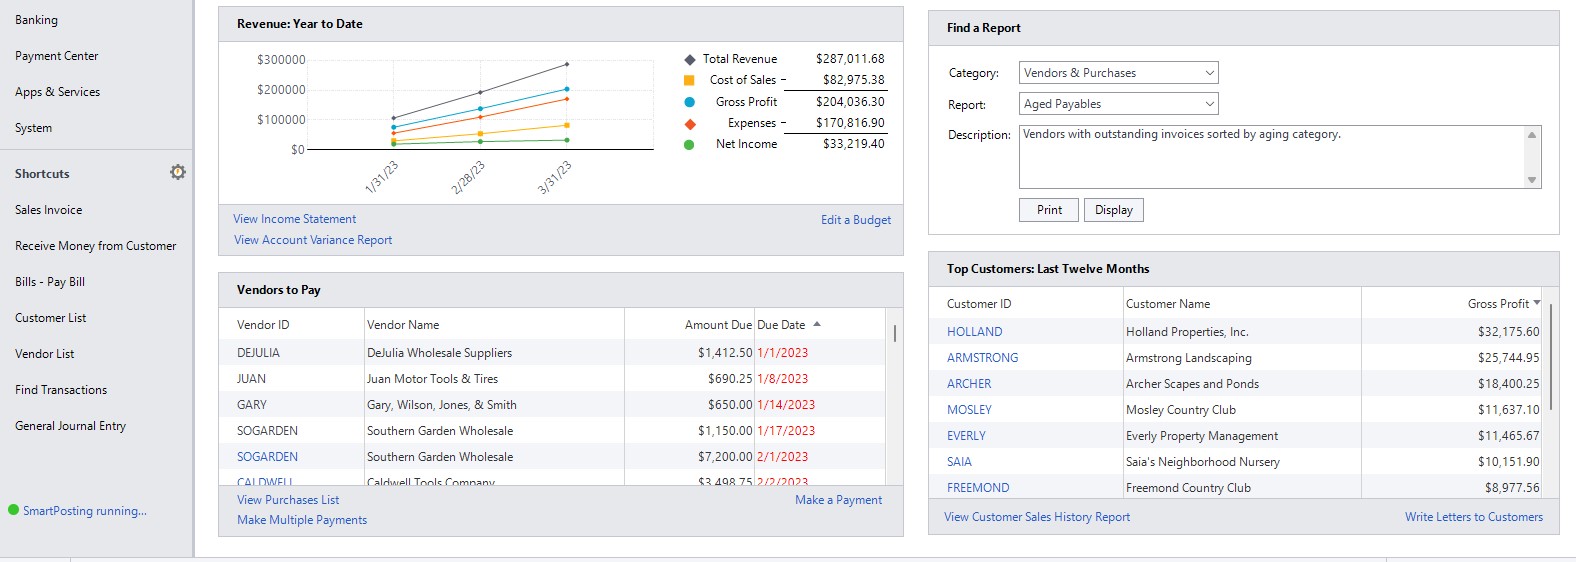 Banking
Payment Center
Apps & Services
System
Shortcuts
Sales Invoice
Receive Money from Customer
Bills - Pay Bill
Customer List
Vendor List
Find Transactions
General Journal Entry
SmartPosting running...
Revenue: Year to Date
$300000
$200000
$100000
$0
1/31/23
2/28/23
3/31/23
Total Revenue $287,011.68
Cost of Sales - $82,975.38
Gross Profit $204,036.30
Expenses - $170,816.90
Net Income $33,219.40
View Income Statement
Edit a Budget
View Account Variance Report
Vendors to Pay
Vendor ID Vendor Name Amount Due Due Date
DEJULIA DeJulia Wholesale Suppliers $1,412.50 1/1/2023
JUAN Juan Motor Tools & Tires $690.25 1/8/2023
GARY Gary, Wilson, Jones, & Smith $650.00 1/14/2023
SOGARDEN Southern Garden Wholesale $1,150.00 1/17/2023
SOGARDEN Southern Garden Wholesale $7,200.00 2/1/2023
CALDWELL Caldwell Tools Company $3,498.75 2/2/2023
View Purchases List
Make a Payment
Make Multiple Payments
Find a Report
Category: Vendors & Purchases
Report: Aged Payables
Description: Vendors with outstanding invoices sorted by aging category.
Print Display
Top Customers: Last Twelve Months
Customer ID Customer Name Gross Profit
HOLLAND Holland Properties, Inc. $32,175.60
ARMSTRONG Armstrong Landscaping $25,744.95
ARCHER Archer Scapes and Ponds $18,400.25
MOSLEY Mosley Country Club $11,637.10
EVERLY Everly Property Management $11,465.67
SAIA Saia's Neighborhood Nursery $10,151.90
FREEMOND Freemond Country Club $8,977.56
View Customer Sales History Report
Write Letters to Customers